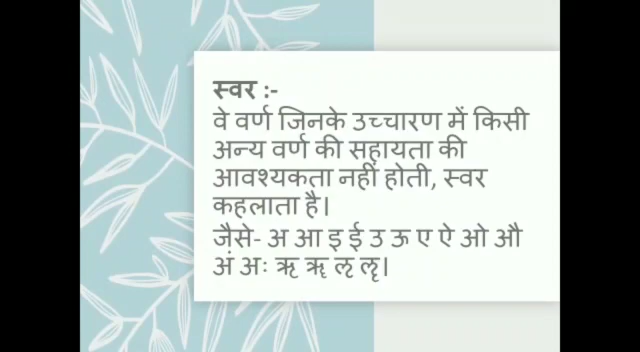 स्वर :-
वे वर्ण जिनके उच्चारण में किसी
अन्य वर्ण की सहायता की
आवश्यकता नहीं होती, स्वर
कहलाता है।
जैसे- अ आ इ ई उ ऊ ए ऐ ओ औ
अं अः ऋ ॠ ऌ ॡ।